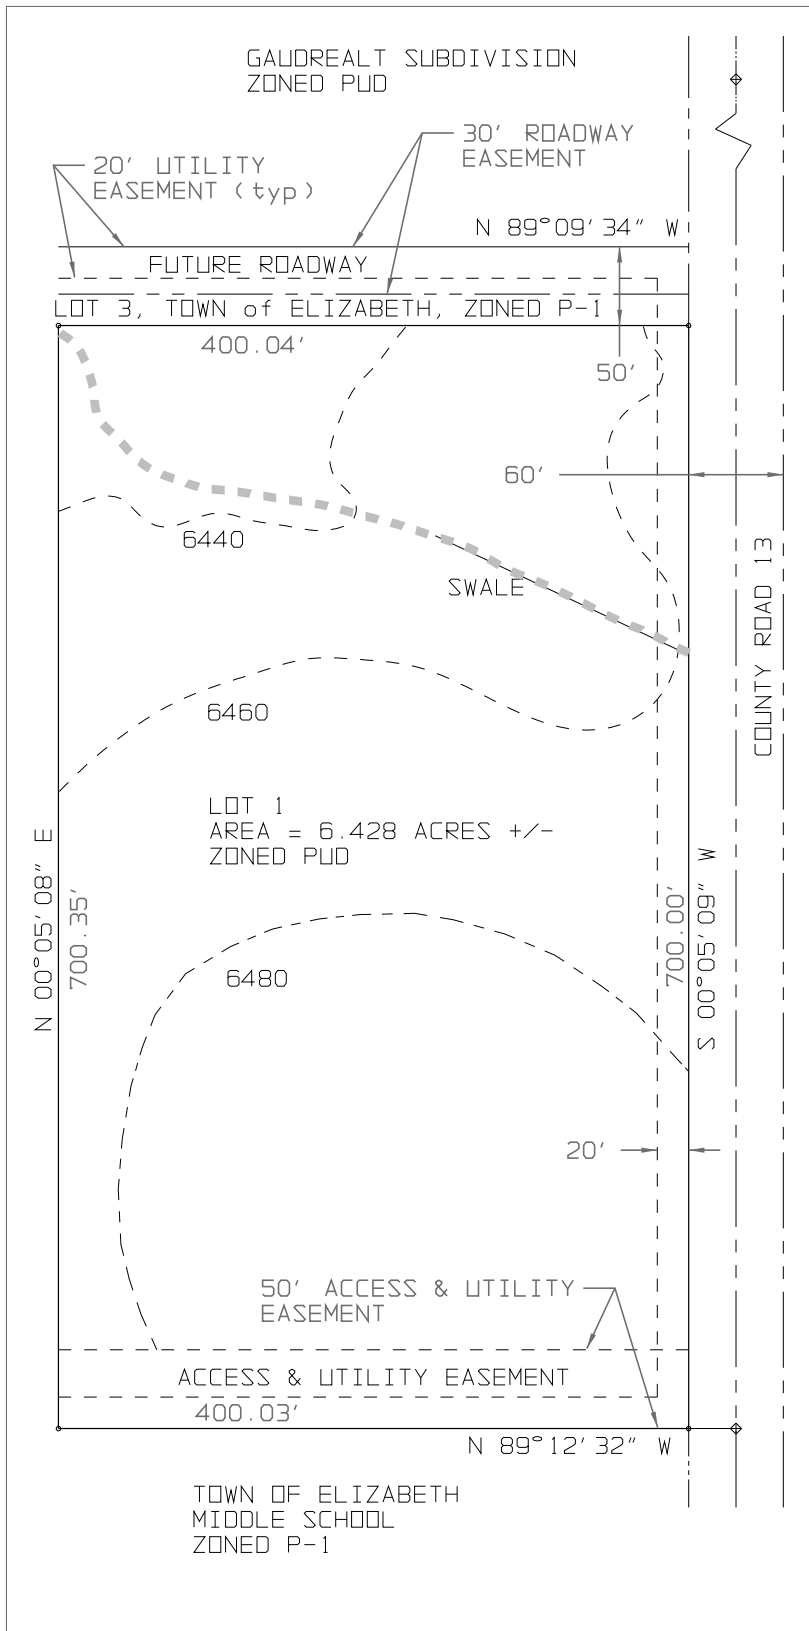 GAUDREALT SUBDIVISION
ZONED PUD
30' ROADWAY
EASEMENT
20' UTILITY
EASEMENT (typ)
N 89°09'34" W
FUTURE ROADWAY
LOT 3, TOWN of ELIZABETH, ZONED P-1
400.04'
50'
60'
6440
SWALE
COUNTY ROAD 13
6460
LOT 1
AREA = 6.428 ACRES +/-
ZONED PUD
N 00°05'08" E
700.35'
700.00'
S 00°05'09" W
6480
20'
50' ACCESS & UTILITY
EASEMENT
ACCESS & UTILITY EASEMENT
400.03'
N 89°12'32" W
TOWN OF ELIZABETH
MIDDLE SCHOOL
ZONED P-1